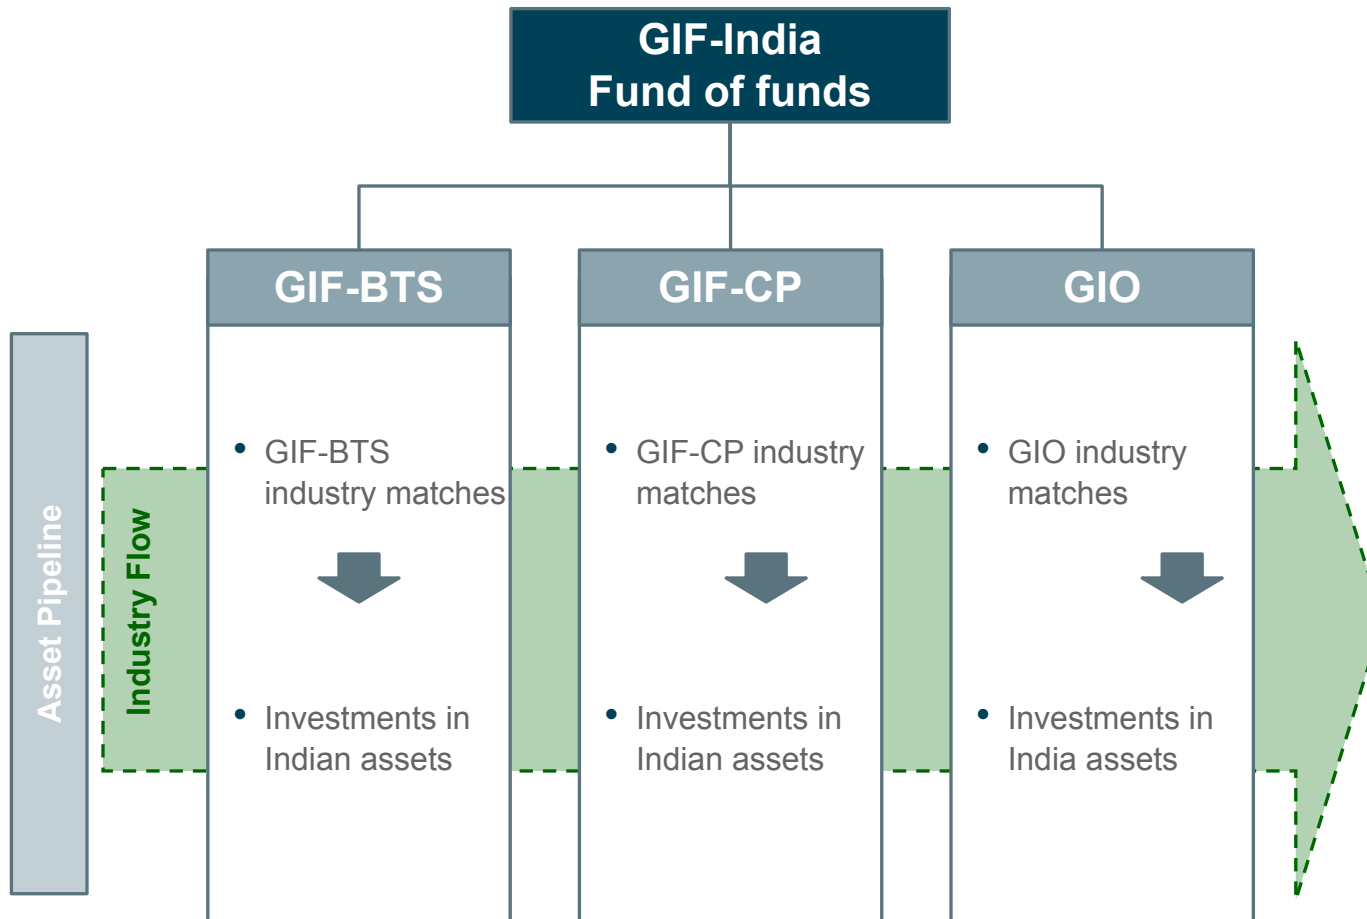 GIF-India
Fund of funds
GIF-BTS
GIF-CP
GIO
Asset Pipeline
Industry Flow
• GIF-BTS
industry matches
• GIF-CP industry
matches
• GIO industry
matches
• Investments in
Indian assets
• Investments in
Indian assets
• Investments in
India assets